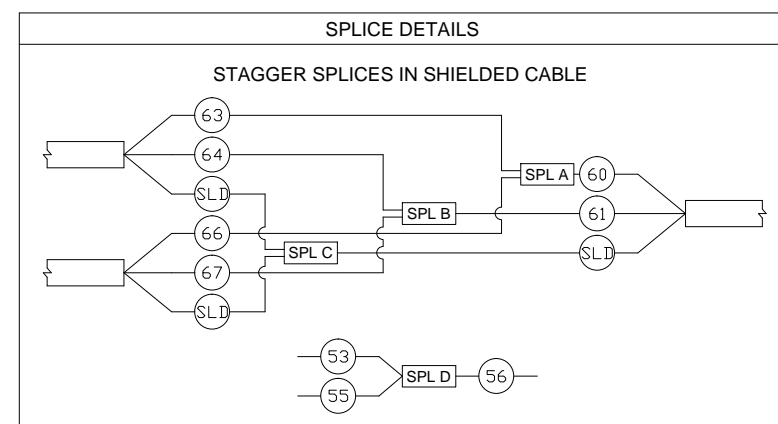 SPLICE DETAILS
STAGGER SPLICES IN SHIELDED CABLE
63
64
SPL A
60
SLD
SPL B
61
66
SPL C
SLD
67
SLD
53
SPL D
56
55